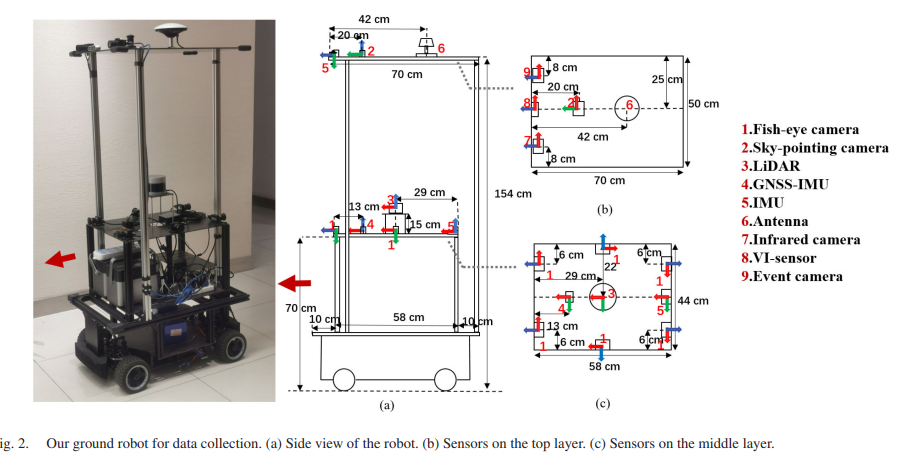 42 cm
20 cm
2
6
5
70 cm
29 cm
3
13 cm
1
4
15 cm
5
1
154 cm
70 cm
10 cm
58 cm
10 cm
(a)
9
8 cm
20 cm
25 cm
8
2
6
50 cm
42 cm
7
8 cm
70 cm
(b)
6 cm
1
6 cm
22
1
29 cm
1
3
4
5
44 cm
13 cm
1
6 cm
1
6 cm
1
58 cm
(c)
1.Fish-eye camera
2.Sky-pointing camera
3.LiDAR
4.GNSS-IMU
5.IMU
6.Antenna
7.Infrared camera
8.VI-sensor
9.Event camera
ig. 2. Our ground robot for data collection. (a) Side view of the robot. (b) Sensors on the top layer. (c) Sensors on the middle layer.